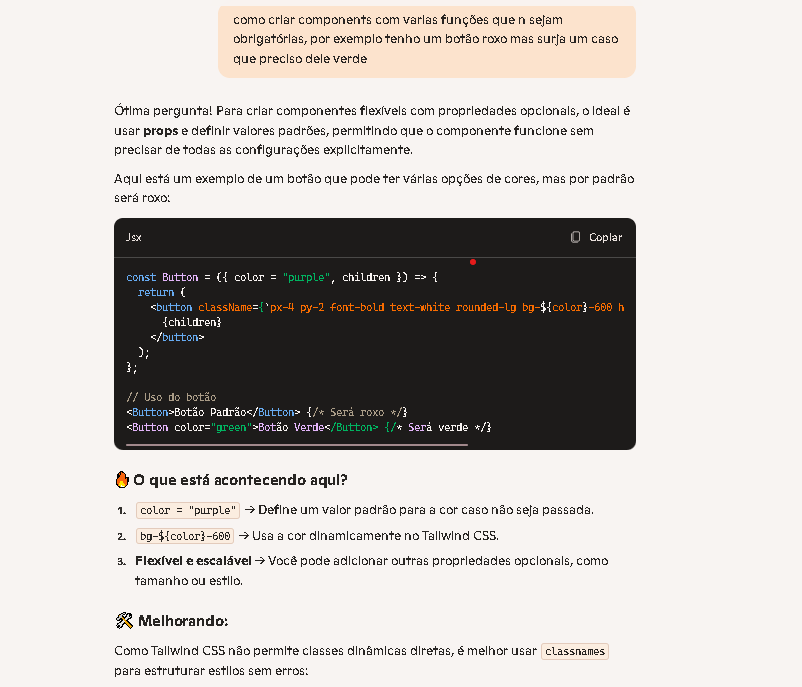 como criar components com varias funções que n sejam
obrigatórias, por exemplo tenho um botão roxo mas surja um caso
que preciso dele verde
Ótima pergunta! Para criar componentes flexíveis com propriedades opcionais, o ideal é
usar props e definir valores padrões, permitindo que o componente funcione sem
precisar de todas as configurações explicitamente.
Aqui está um exemplo de um botão que pode ter várias opções de cores, mas por padrão
será roxo:
Jsx
Copiar
const Button = ({ color = "purple", children }) => {
return (
<button className={`px-4 py-2 font-bold text-white rounded-lg bg-${color}-600 h
{children}
</button>
);
};
// Uso do botão
<Button>Botão Padrão</Button> {/* Será roxo */}
<Button color="green">Botão Verde</Button> {/* Será verde */}
🔥 O que está acontecendo aqui?
1. color = "purple" → Define um valor padrão para a cor caso não seja passada.
2. bg-${color}-600 → Usa a cor dinamicamente no Tailwind CSS.
3. Flexível e escalável → Você pode adicionar outras propriedades opcionais, como
tamanho ou estilo.
🛠 Melhorando:
Como Tailwind CSS não permite classes dinâmicas diretas, é melhor usar classnames
para estruturar estilos sem erros: